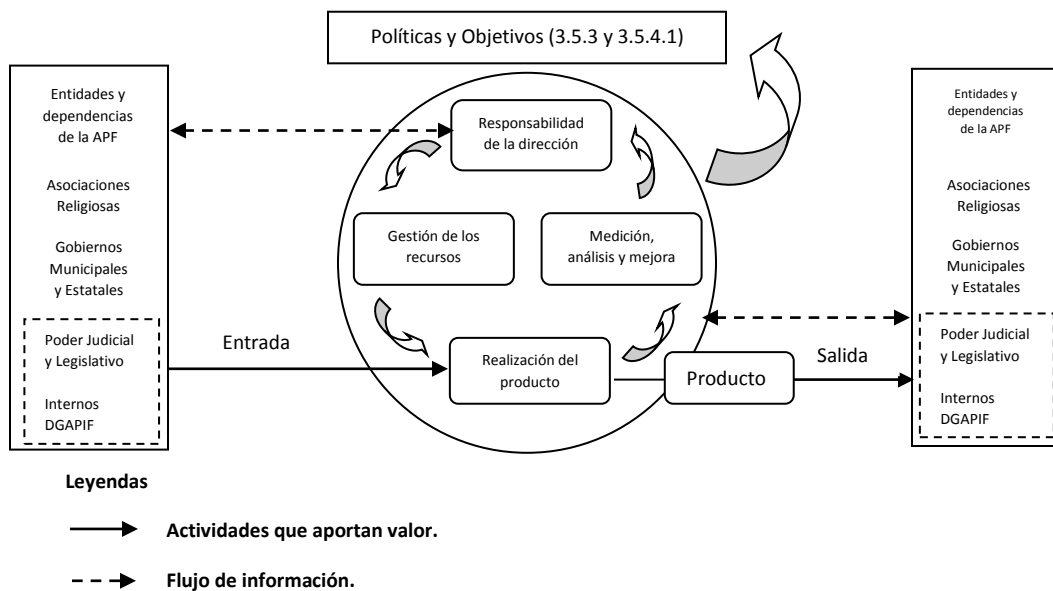 Políticas y Objetivos (3.5.3 y 3.5.4.1)
Entidades y
dependencias
de la APF
Asociaciones
Religiosas
Gobiernos
Municipales
y Estatales
Poder Judicial
y Legislativo
Internos
DGAPIF
Entrada
Responsabilidad
de la dirección
Gestión de los
recursos
Medición,
análisis y mejora
Realización del
producto
Producto
Salida
Entidades y
dependencias
de la APF
Asociaciones
Religiosas
Gobiernos
Municipales
y Estatales
Poder Judicial
y Legislativo
Internos
DGAPIF
Leyendas
Actividades que aportan valor.
Flujo de información.